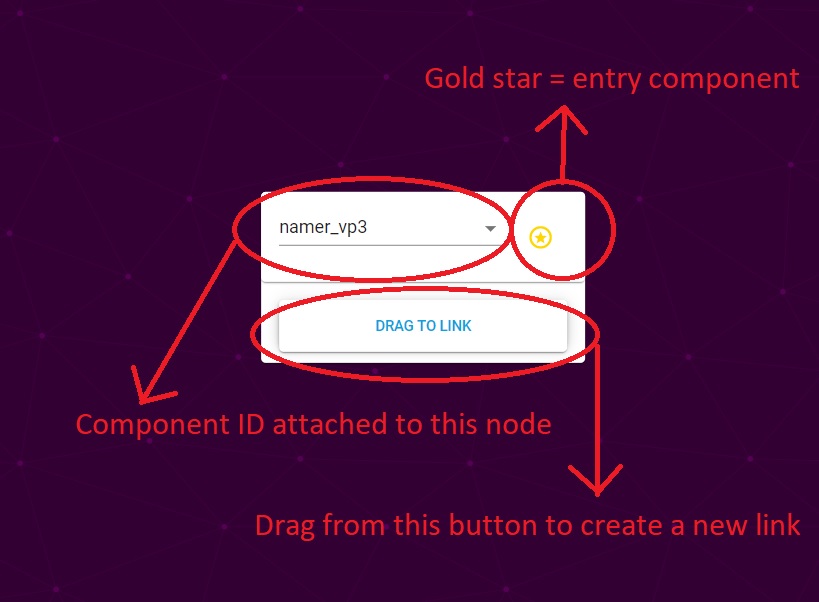 Gold star = entry component
namer_vp3
DRAG TO LINK
Component ID attached to this node
Drag from this button to create a new link